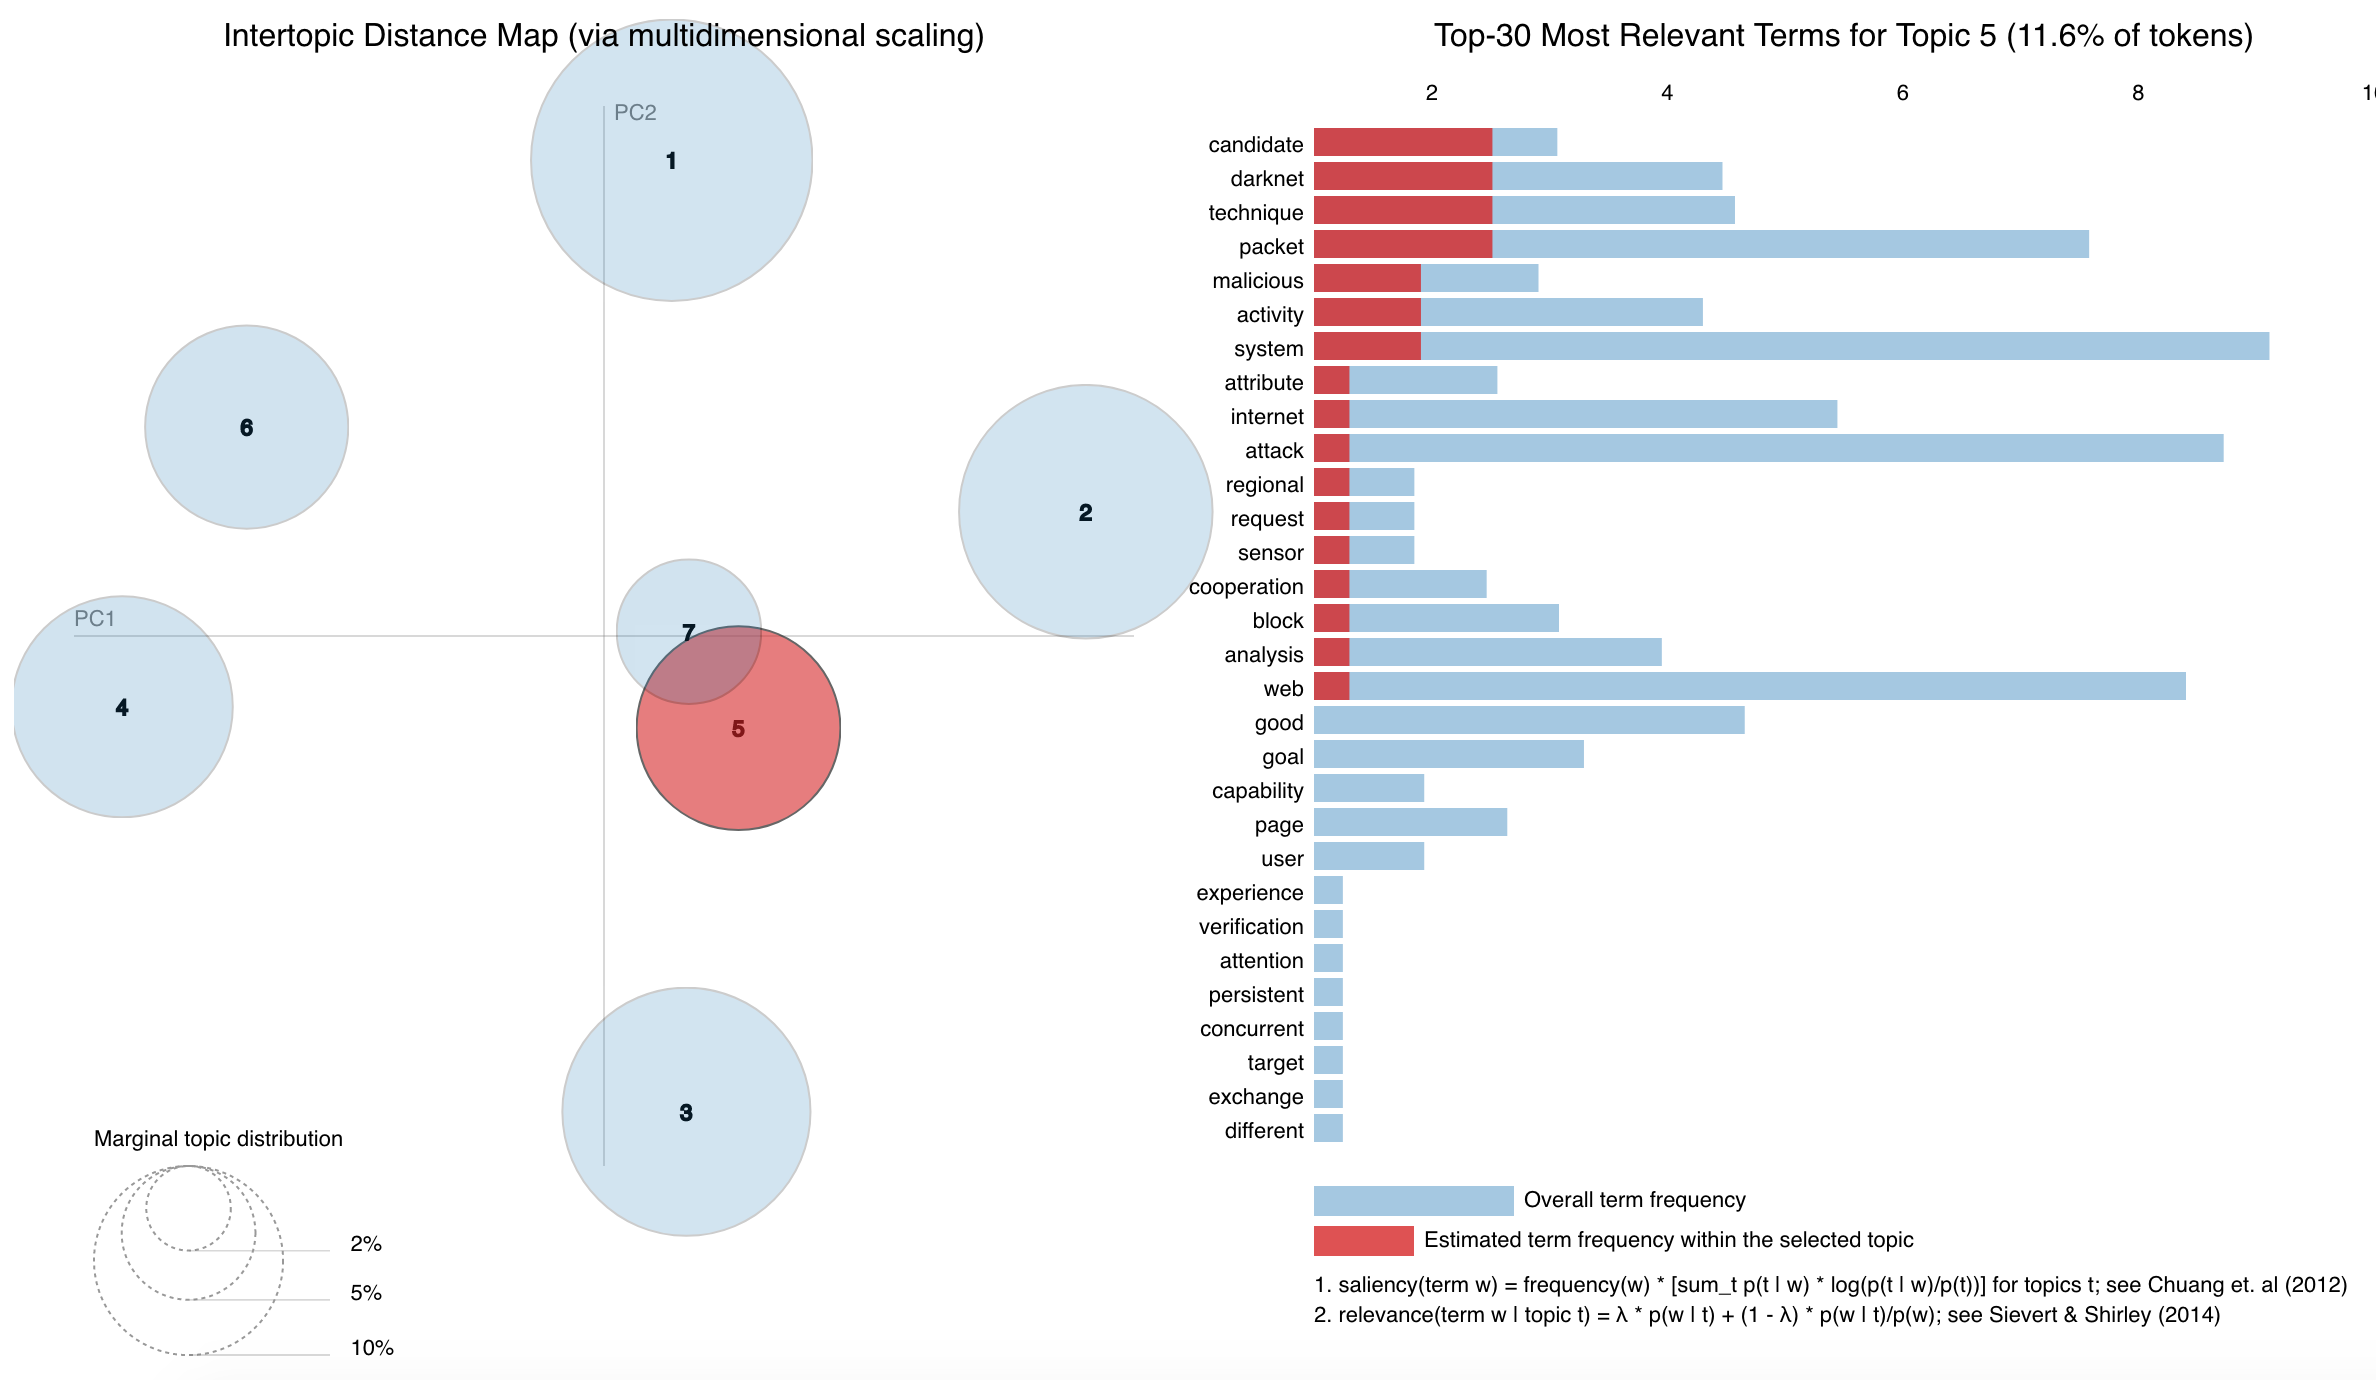 Intertopic Distance Map (via multidimensional scaling)
PC2
1
6
2
7
PC1
4
5
3
Marginal topic distribution
2%
5%
10%
Top-30 Most Relevant Terms for Topic 5 (11.6% of tokens)
2 4 6 8
candidate
darknet
technique
packet
malicious
activity
system
attribute
internet
attack
regional
request
sensor
cooperation
block
analysis
web
good
goal
capability
page
user
experience
verification
attention
persistent
concurrent
target
exchange
different
Overall term frequency
Estimated term frequency within the selected topic
1. saliency(term w) = frequency(w) * [sum_t p(t | w) * log(p(t | w)/p(t))] for topics t; see Chuang et. al (2012)
2. relevance(term w | topic t) = λ * p(w | t) + (1 - λ) * p(w | t)/p(w); see Sievert & Shirley (2014)